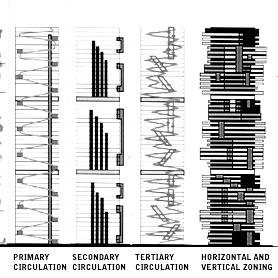 PRIMARY CIRCULATION
SECONDARY CIRCULATION
TERTIARY CIRCULATION
HORIZONTAL AND VERTICAL ZONING